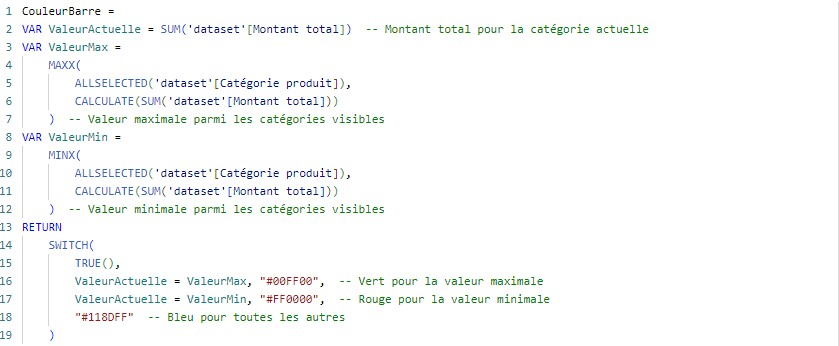 1 CouleurBarre =
2 VAR ValeurActuelle = SUM('dataset'[Montant total])  -- Montant total pour la catégorie actuelle
3 VAR ValeurMax =
4     MAXX(
5         ALLSELECTED('dataset'[Catégorie produit]),
6         CALCULATE(SUM('dataset'[Montant total]))
7     )  -- Valeur maximale parmi les catégories visibles
8 VAR ValeurMin =
9     MINX(
10         ALLSELECTED('dataset'[Catégorie produit]),
11         CALCULATE(SUM('dataset'[Montant total]))
12     )  -- Valeur minimale parmi les catégories visibles
13 RETURN
14     SWITCH(
15         TRUE(),
16         ValeurActuelle = ValeurMax, "#00FF00",  -- Vert pour la valeur maximale
17         ValeurActuelle = ValeurMin, "#FF0000",  -- Rouge pour la valeur minimale
18         "#118DFF"  -- Bleu pour toutes les autres
19     )